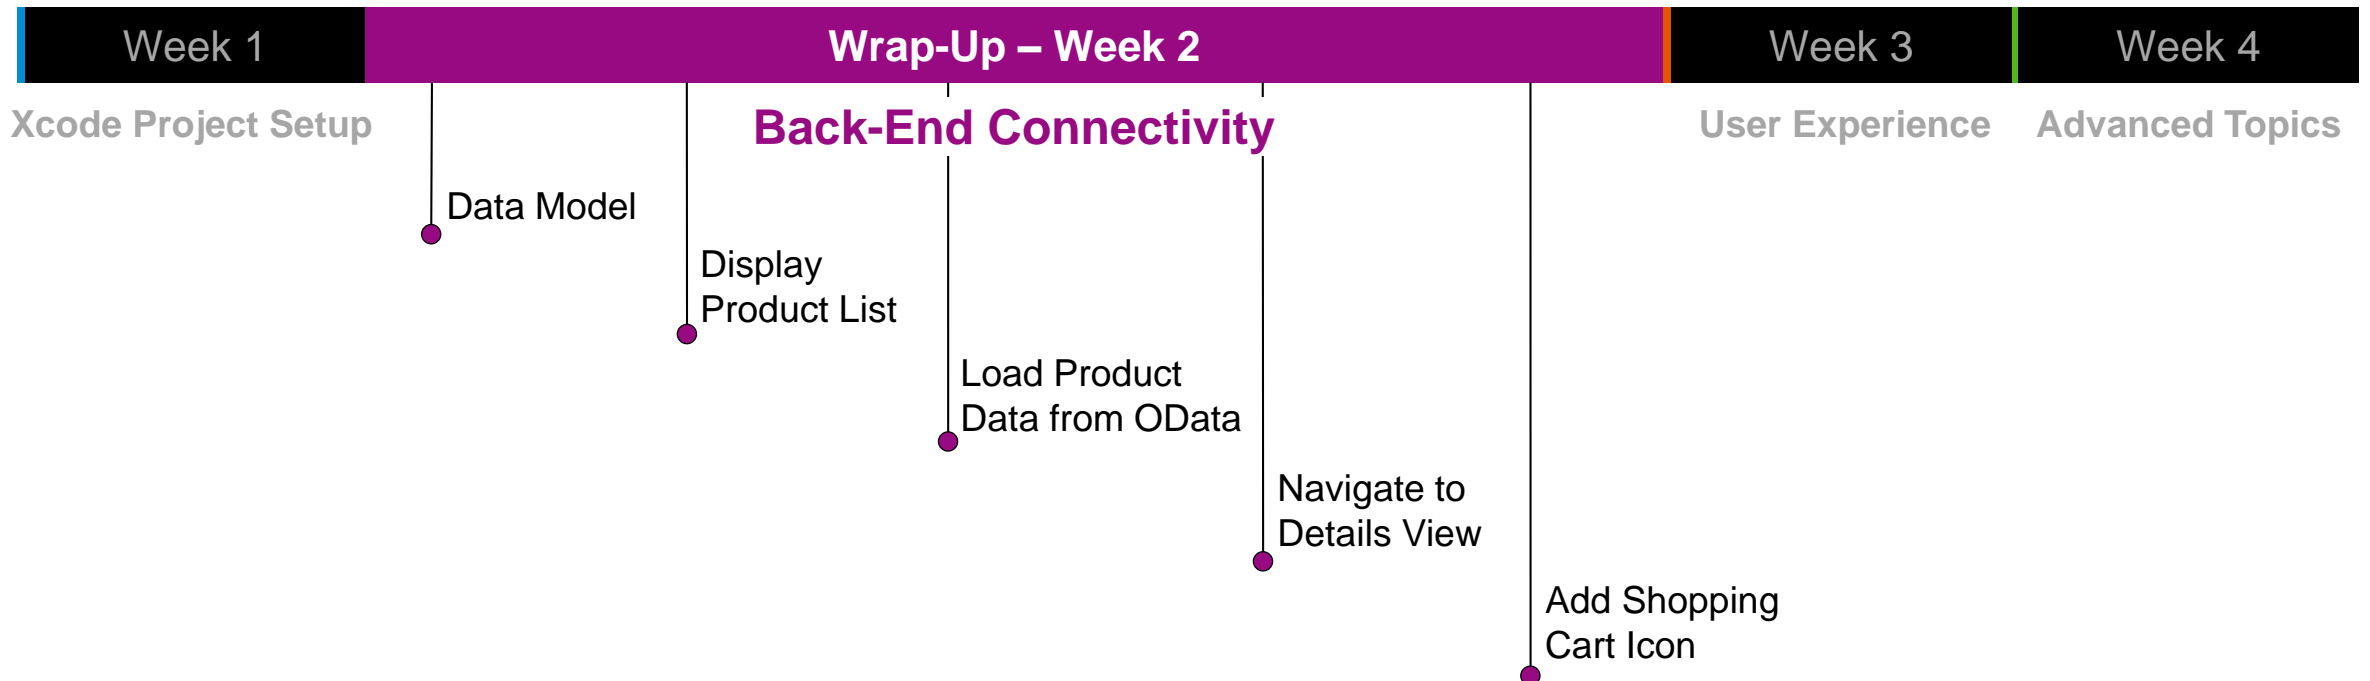 Week 1
Wrap-Up – Week 2
Week 3
Week 4
Xcode Project Setup
Back-End Connectivity
User Experience
Advanced Topics
Data Model
Display
Product List
Load Product
Data from OData
Navigate to
Details View
Add Shopping
Cart Icon